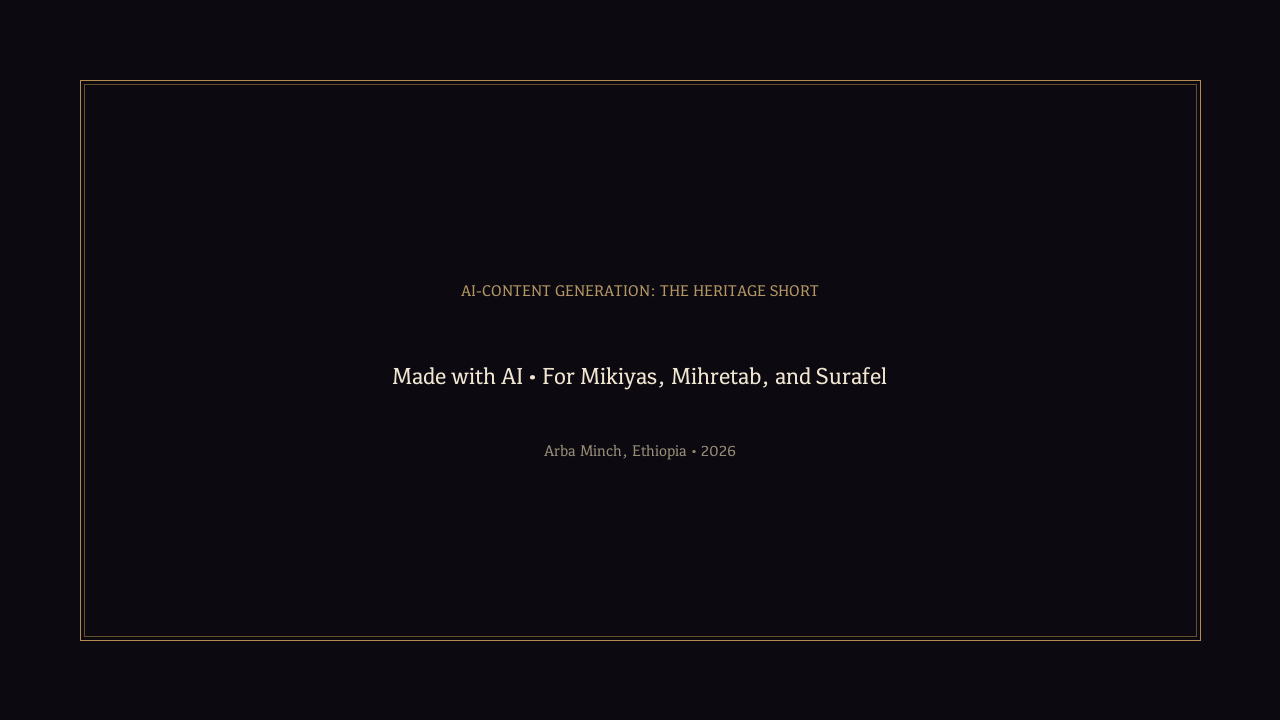 AI-CONTENT GENERATION: THE HERITAGE SHORT
Made with AI • For Mikiyas, Mihretab, and Surafel
Arba Minch, Ethiopia • 2026